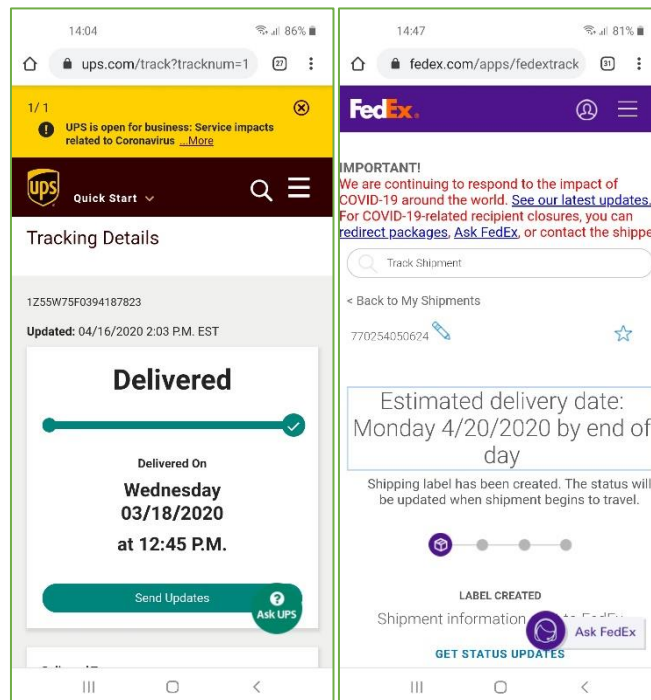 14:04
86%
ups.com/track?tracknum=1
27
1/ 1
UPS is open for business: Service impacts
related to Coronavirus ...More
ups
Quick Start
Tracking Details
1Z55W75F0394187823
Updated: 04/16/2020 2:03 P.M. EST
Delivered
Delivered On
Wednesday
03/18/2020
at 12:45 P.M.
Send Updates
?
Ask UPS
14:47
81%
fedex.com/apps/fedextrack
31
FedEx.
IMPORTANT!
We are continuing to respond to the impact of
COVID-19 around the world. See our latest updates.
For COVID-19-related recipient closures, you can
redirect packages, Ask FedEx, or contact the shippe
Track Shipment
< Back to My Shipments
770254050624
Estimated delivery date:
Monday 4/20/2020 by end of
day
Shipping label has been created. The status will
be updated when shipment begins to travel.
LABEL CREATED
Shipment information
Ask FedEx
GET STATUS UPDATES